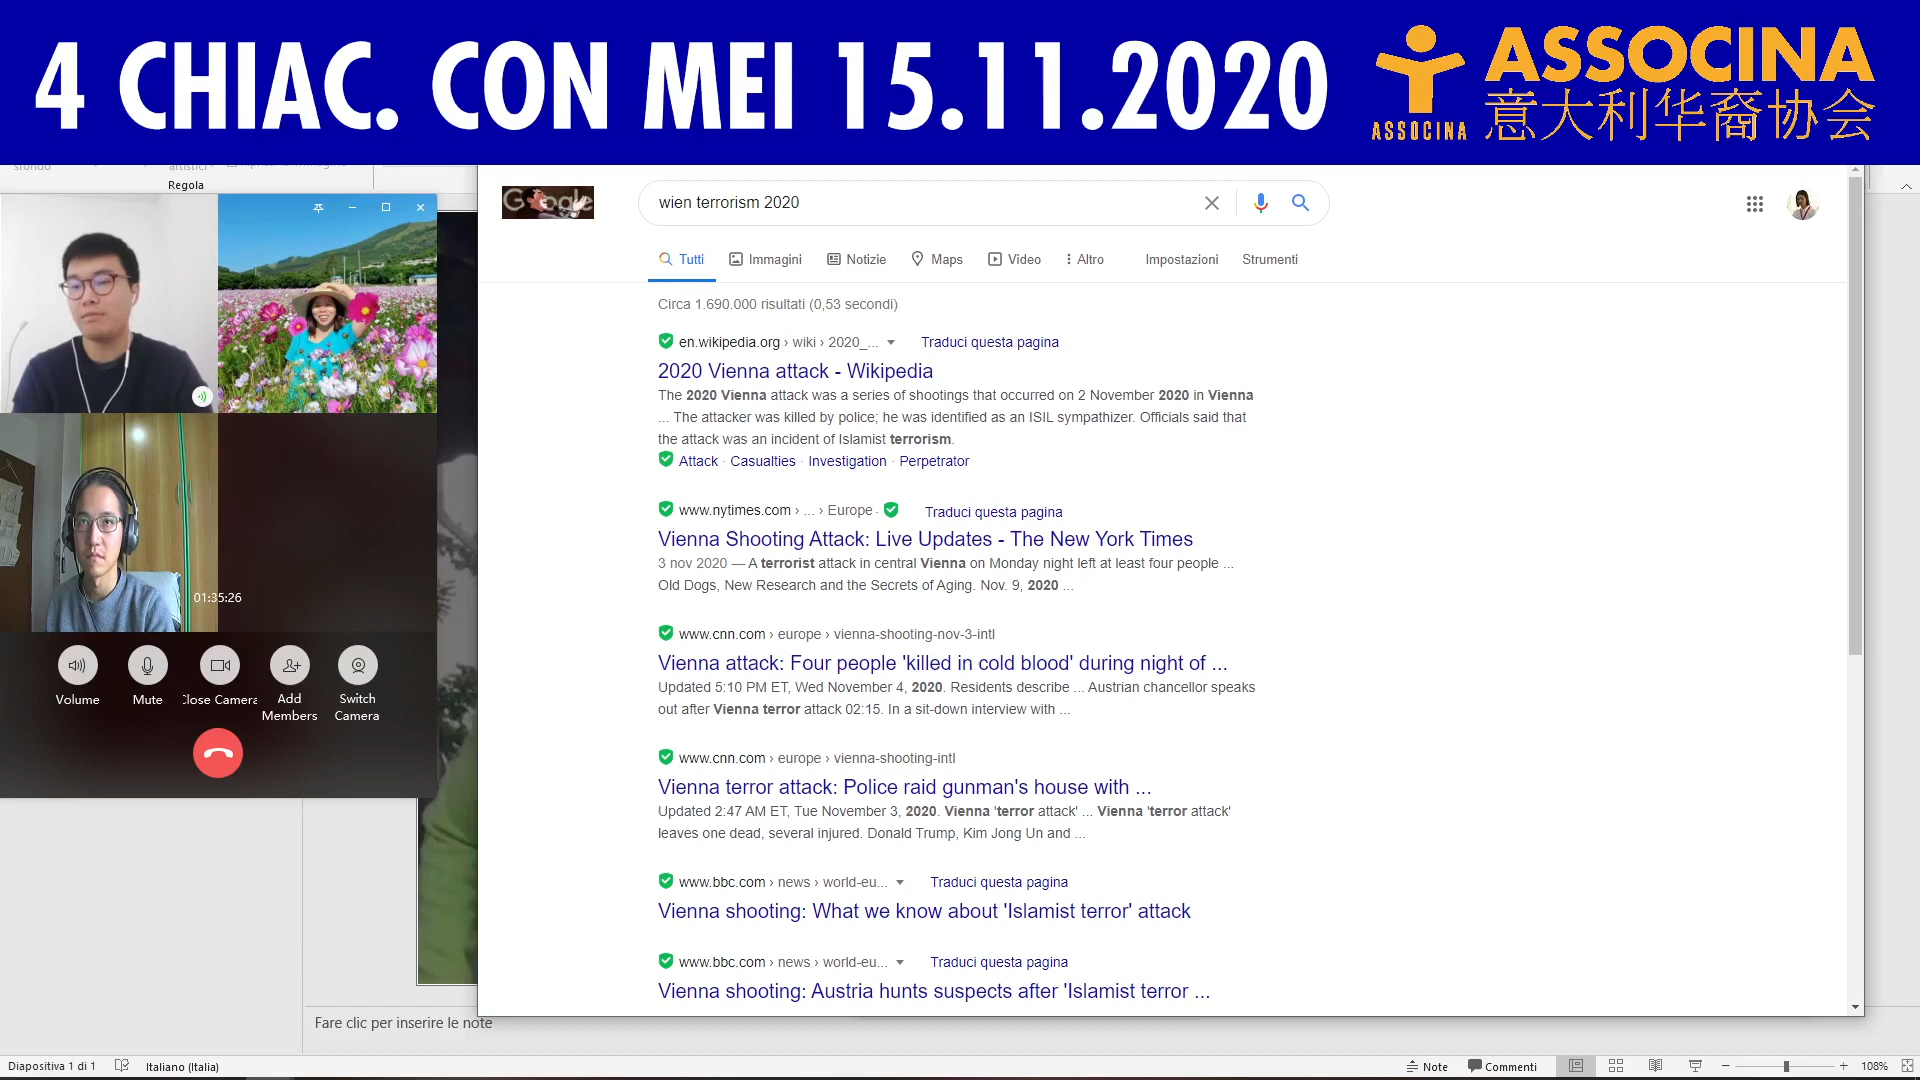 4 CHIAC. CON MEI 15.11.2020
ASSOCINA
ASSOCINA
意大利华裔协会
sfondo
artistici
Regola
Google
wien terrorism 2020
Tutti
Immagini
Notizie
Maps
Video
Altro
Impostazioni
Strumenti
Circa 1.690.000 risultati (0,53 secondi)
en.wikipedia.org › wiki › 2020_... Traduci questa pagina
2020 Vienna attack - Wikipedia
The 2020 Vienna attack was a series of shootings that occurred on 2 November 2020 in Vienna
... The attacker was killed by police; he was identified as an ISIL sympathizer. Officials said that
the attack was an incident of Islamist terrorism.
Attack · Casualties · Investigation · Perpetrator
www.nytimes.com › ... › Europe · Traduci questa pagina
Vienna Shooting Attack: Live Updates - The New York Times
3 nov 2020 — A terrorist attack in central Vienna on Monday night left at least four people ...
Old Dogs, New Research and the Secrets of Aging. Nov. 9, 2020 ...
www.cnn.com › europe › vienna-shooting-nov-3-intl
Vienna attack: Four people 'killed in cold blood' during night of ...
Updated 5:10 PM ET, Wed November 4, 2020. Residents describe ... Austrian chancellor speaks
out after Vienna terror attack 02:15. In a sit-down interview with ...
www.cnn.com › europe › vienna-shooting-intl
Vienna terror attack: Police raid gunman's house with ...
Updated 2:47 AM ET, Tue November 3, 2020. Vienna 'terror attack' ... Vienna 'terror attack'
leaves one dead, several injured. Donald Trump, Kim Jong Un and ...
www.bbc.com › news › world-eu... Traduci questa pagina
Vienna shooting: What we know about 'Islamist terror' attack
www.bbc.com › news › world-eu... Traduci questa pagina
Vienna shooting: Austria hunts suspects after 'Islamist terror ...
01:35:26
Volume
Mute
Close Camera
Add
Members
Switch
Camera
Fare clic per inserire le note
Diapositiva 1 di 1
Italiano (Italia)
Note
Commenti
108%